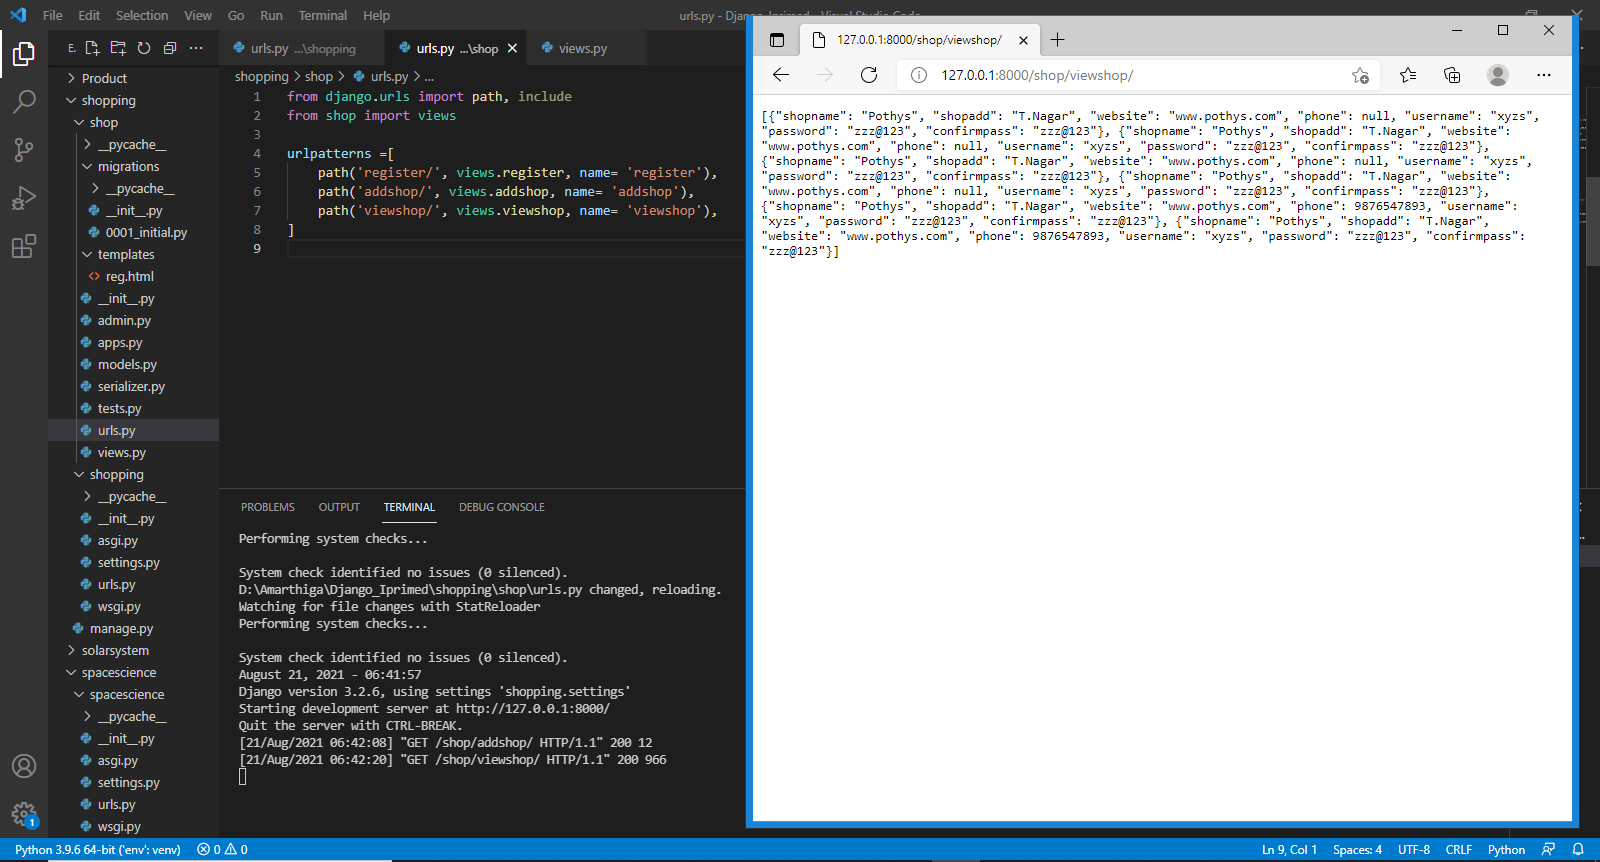 File Edit Selection View Go Run Terminal Help
urls.py - Django_Iprimed - Visual Studio Code
E.
Product
shopping
shop
__pycache__
migrations
__pycache__
__init__.py
0001_initial.py
templates
reg.html
__init__.py
admin.py
apps.py
models.py
serializer.py
tests.py
urls.py
views.py
shopping
__pycache__
__init__.py
asgi.py
settings.py
urls.py
wsgi.py
manage.py
solarsystem
spacescience
spacescience
__pycache__
__init__.py
asgi.py
settings.py
urls.py
wsgi.py
urls.py ...\shopping
urls.py ...\shop
views.py
shopping > shop > urls.py > ...
1 from django.urls import path, include
2 from shop import views
3
4 urlpatterns =[
5 path('register/', views.register, name= 'register'),
6 path('addshop/', views.addshop, name= 'addshop'),
7 path('viewshop/', views.viewshop, name= 'viewshop'),
8 ]
9
PROBLEMS OUTPUT TERMINAL DEBUG CONSOLE
Performing system checks...
System check identified no issues (0 silenced).
D:\Amarthiga\Django_Iprimed\shopping\shop\urls.py changed, reloading.
Watching for file changes with StatReloader
Performing system checks...
System check identified no issues (0 silenced).
August 21, 2021 - 06:41:57
Django version 3.2.6, using settings 'shopping.settings'
Starting development server at http://127.0.0.1:8000/
Quit the server with CTRL-BREAK.
[21/Aug/2021 06:42:08] "GET /shop/addshop/ HTTP/1.1" 200 12
[21/Aug/2021 06:42:20] "GET /shop/viewshop/ HTTP/1.1" 200 966
127.0.0.1:8000/shop/viewshop/
127.0.0.1:8000/shop/viewshop/
[{"shopname": "Pothys", "shopadd": "T.Nagar", "website": "www.pothys.com", "phone": null, "username": "xyzs",
"password": "zzz@123", "confirmpass": "zzz@123"}, {"shopname": "Pothys", "shopadd": "T.Nagar", "website":
"www.pothys.com", "phone": null, "username": "xyzs", "password": "zzz@123", "confirmpass": "zzz@123"},
{"shopname": "Pothys", "shopadd": "T.Nagar", "website": "www.pothys.com", "phone": null, "username": "xyzs",
"password": "zzz@123", "confirmpass": "zzz@123"}, {"shopname": "Pothys", "shopadd": "T.Nagar", "website":
"www.pothys.com", "phone": null, "username": "xyzs", "password": "zzz@123", "confirmpass": "zzz@123"},
{"shopname": "Pothys", "shopadd": "T.Nagar", "website": "www.pothys.com", "phone": 9876547893, "username":
"xyzs", "password": "zzz@123", "confirmpass": "zzz@123"}, {"shopname": "Pothys", "shopadd": "T.Nagar",
"website": "www.pothys.com", "phone": 9876547893, "username": "xyzs", "password": "zzz@123", "confirmpass":
"zzz@123"}]
1
Python 3.9.6 64-bit ('env': venv) 0 0 Ln 9, Col 1 Spaces: 4 UTF-8 CRLF Python